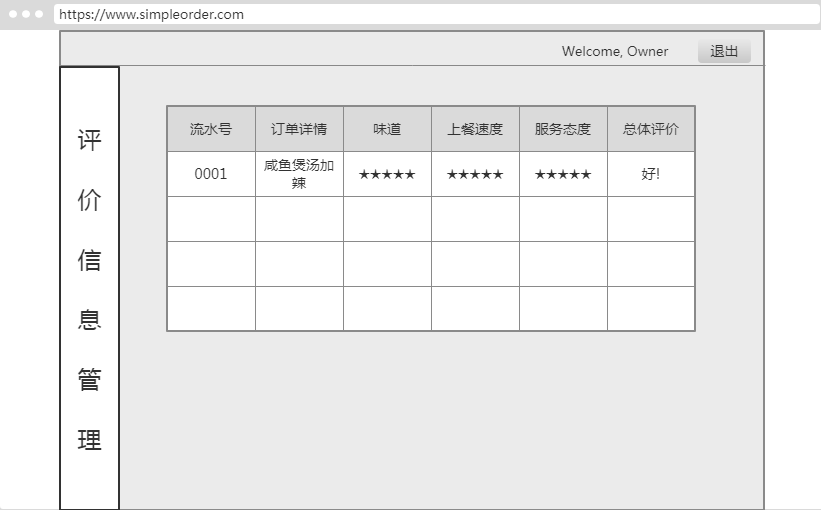 https://www.simpleorder.com
Welcome, Owner
退出
评
价
信
息
管
理
流水号 订单详情 味道 上餐速度 服务态度 总体评价
0001 咸鱼煲汤加 ★★★★★ ★★★★★ ★★★★★ 好!
辣